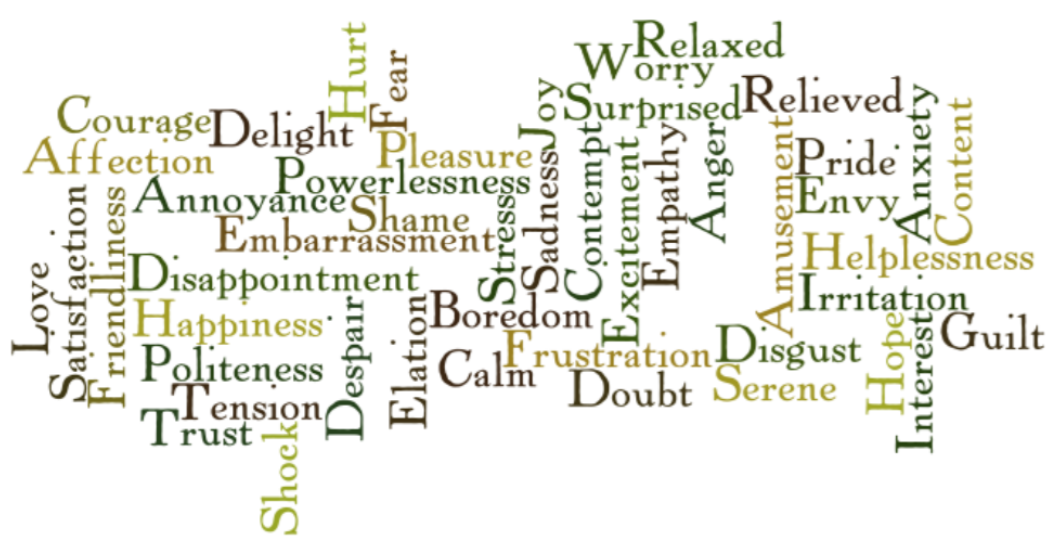 Hurt
Fear
Relaxed
Worry
Courage
Delight
Joy
Surprised
Relieved
Affection
Pleasure
Sadness
Contempt
Excitement
Empathy
Anger
Amusement
Pride
Anxiety
Content
Powerlessness
Annoyance
Shame
Stress
Envy
Embarrassment
Helplessness
Love
Satisfaction
Friendliness
Disappointment
Irritation
Happiness
Despair
Elation
Boredom
Frustration
Disgust
Hope
Interest
Guilt
Politeness
Calm
Doubt
Serene
Tension
Trust
Shock